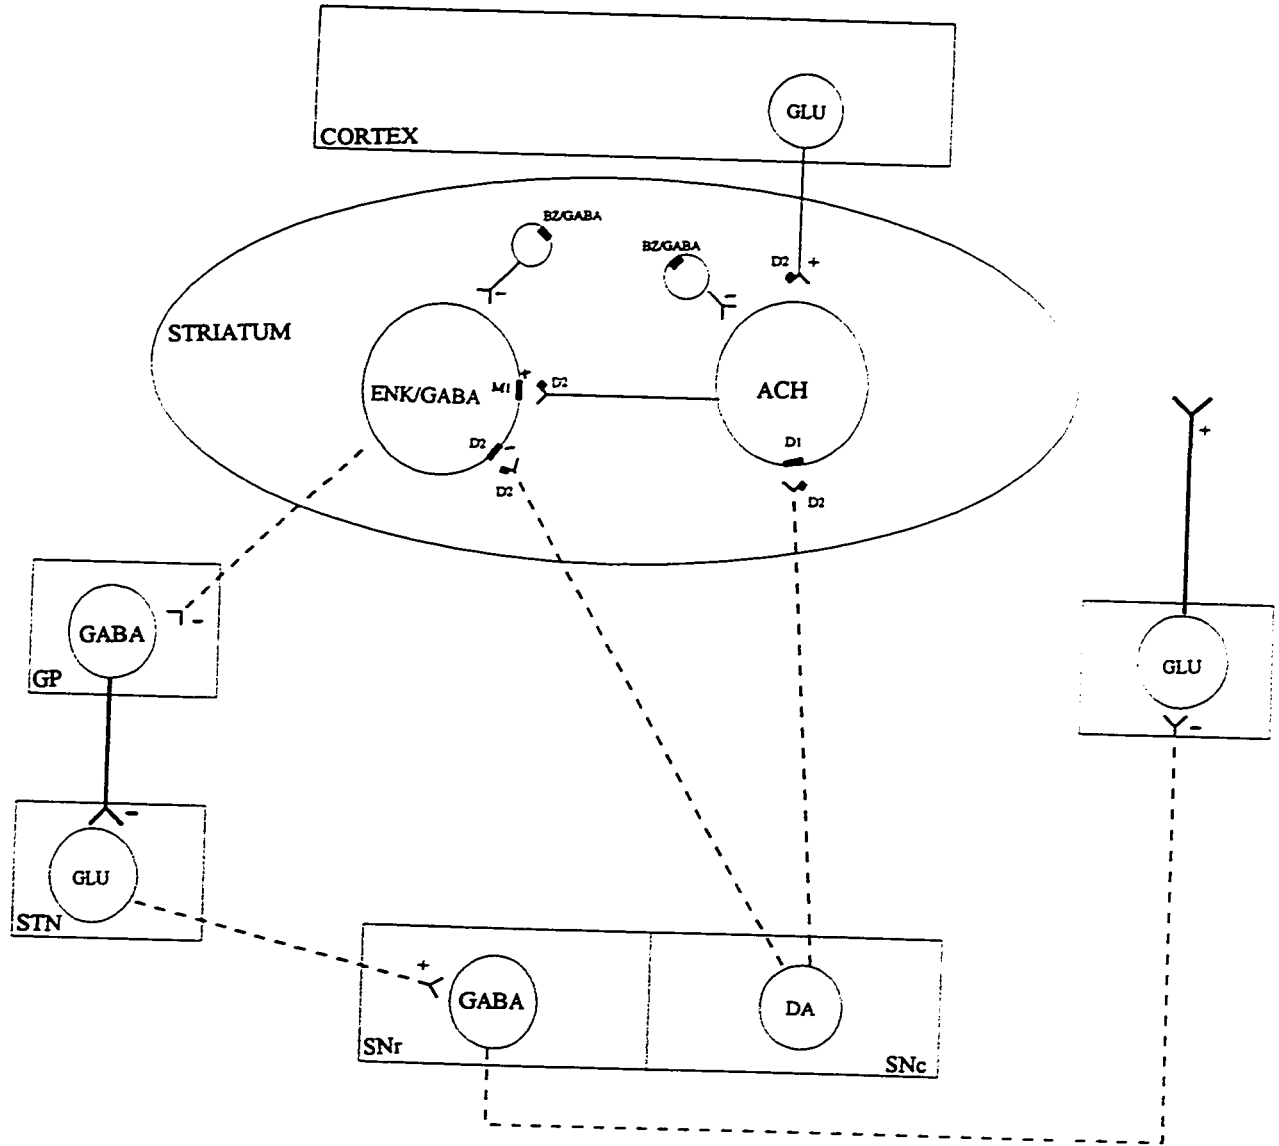 GLU
CORTEX
BZ/GABA
BZ/GABA
D2 +
-
=
STRIATUM
ENK/GABA
M1
+
D2
ACH
D2
-
D2
D1
D2
+
GABA
-
GP
GLU
-
-
GLU
STN
+
GABA
DA
SNr
SNc